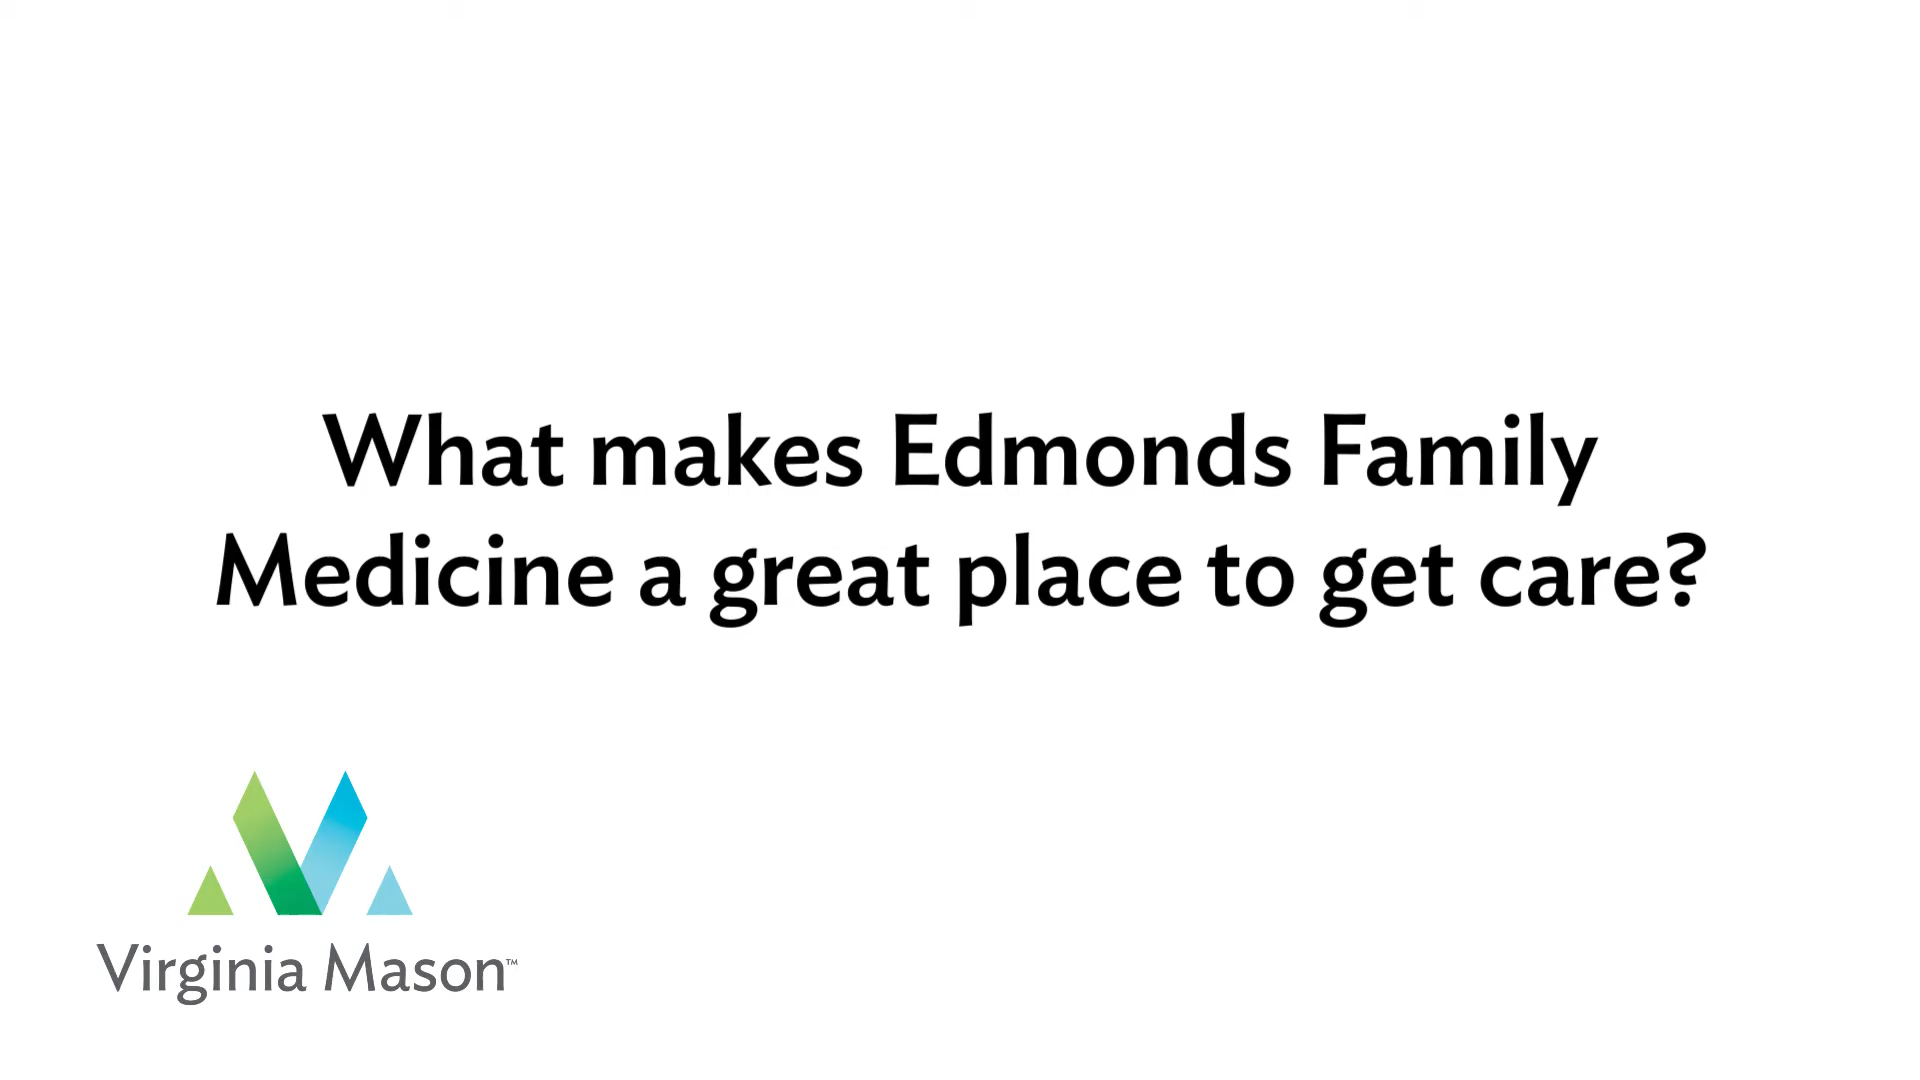 What makes Edmonds Family
Medicine a great place to get care?
Virginia Mason™